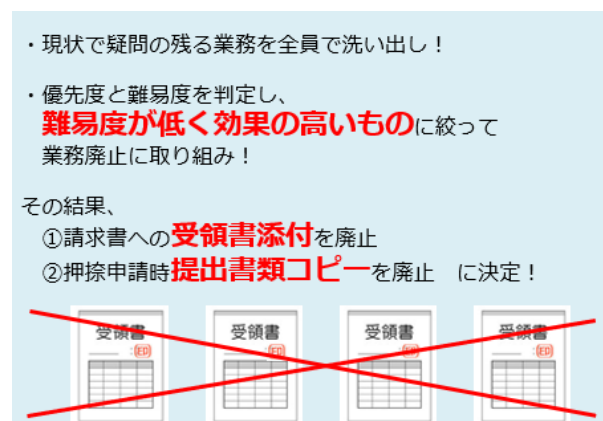 ・現状で疑問の残る業務を全員で洗い出し！
・優先度と難易度を判定し、
難易度が低く効果の高いものに絞って
業務廃止に取り組み！
その結果、
①請求書への受領書添付を廃止
②押捺申請時提出書類コピーを廃止　に決定！
受領書 受領書 受領書 受領書